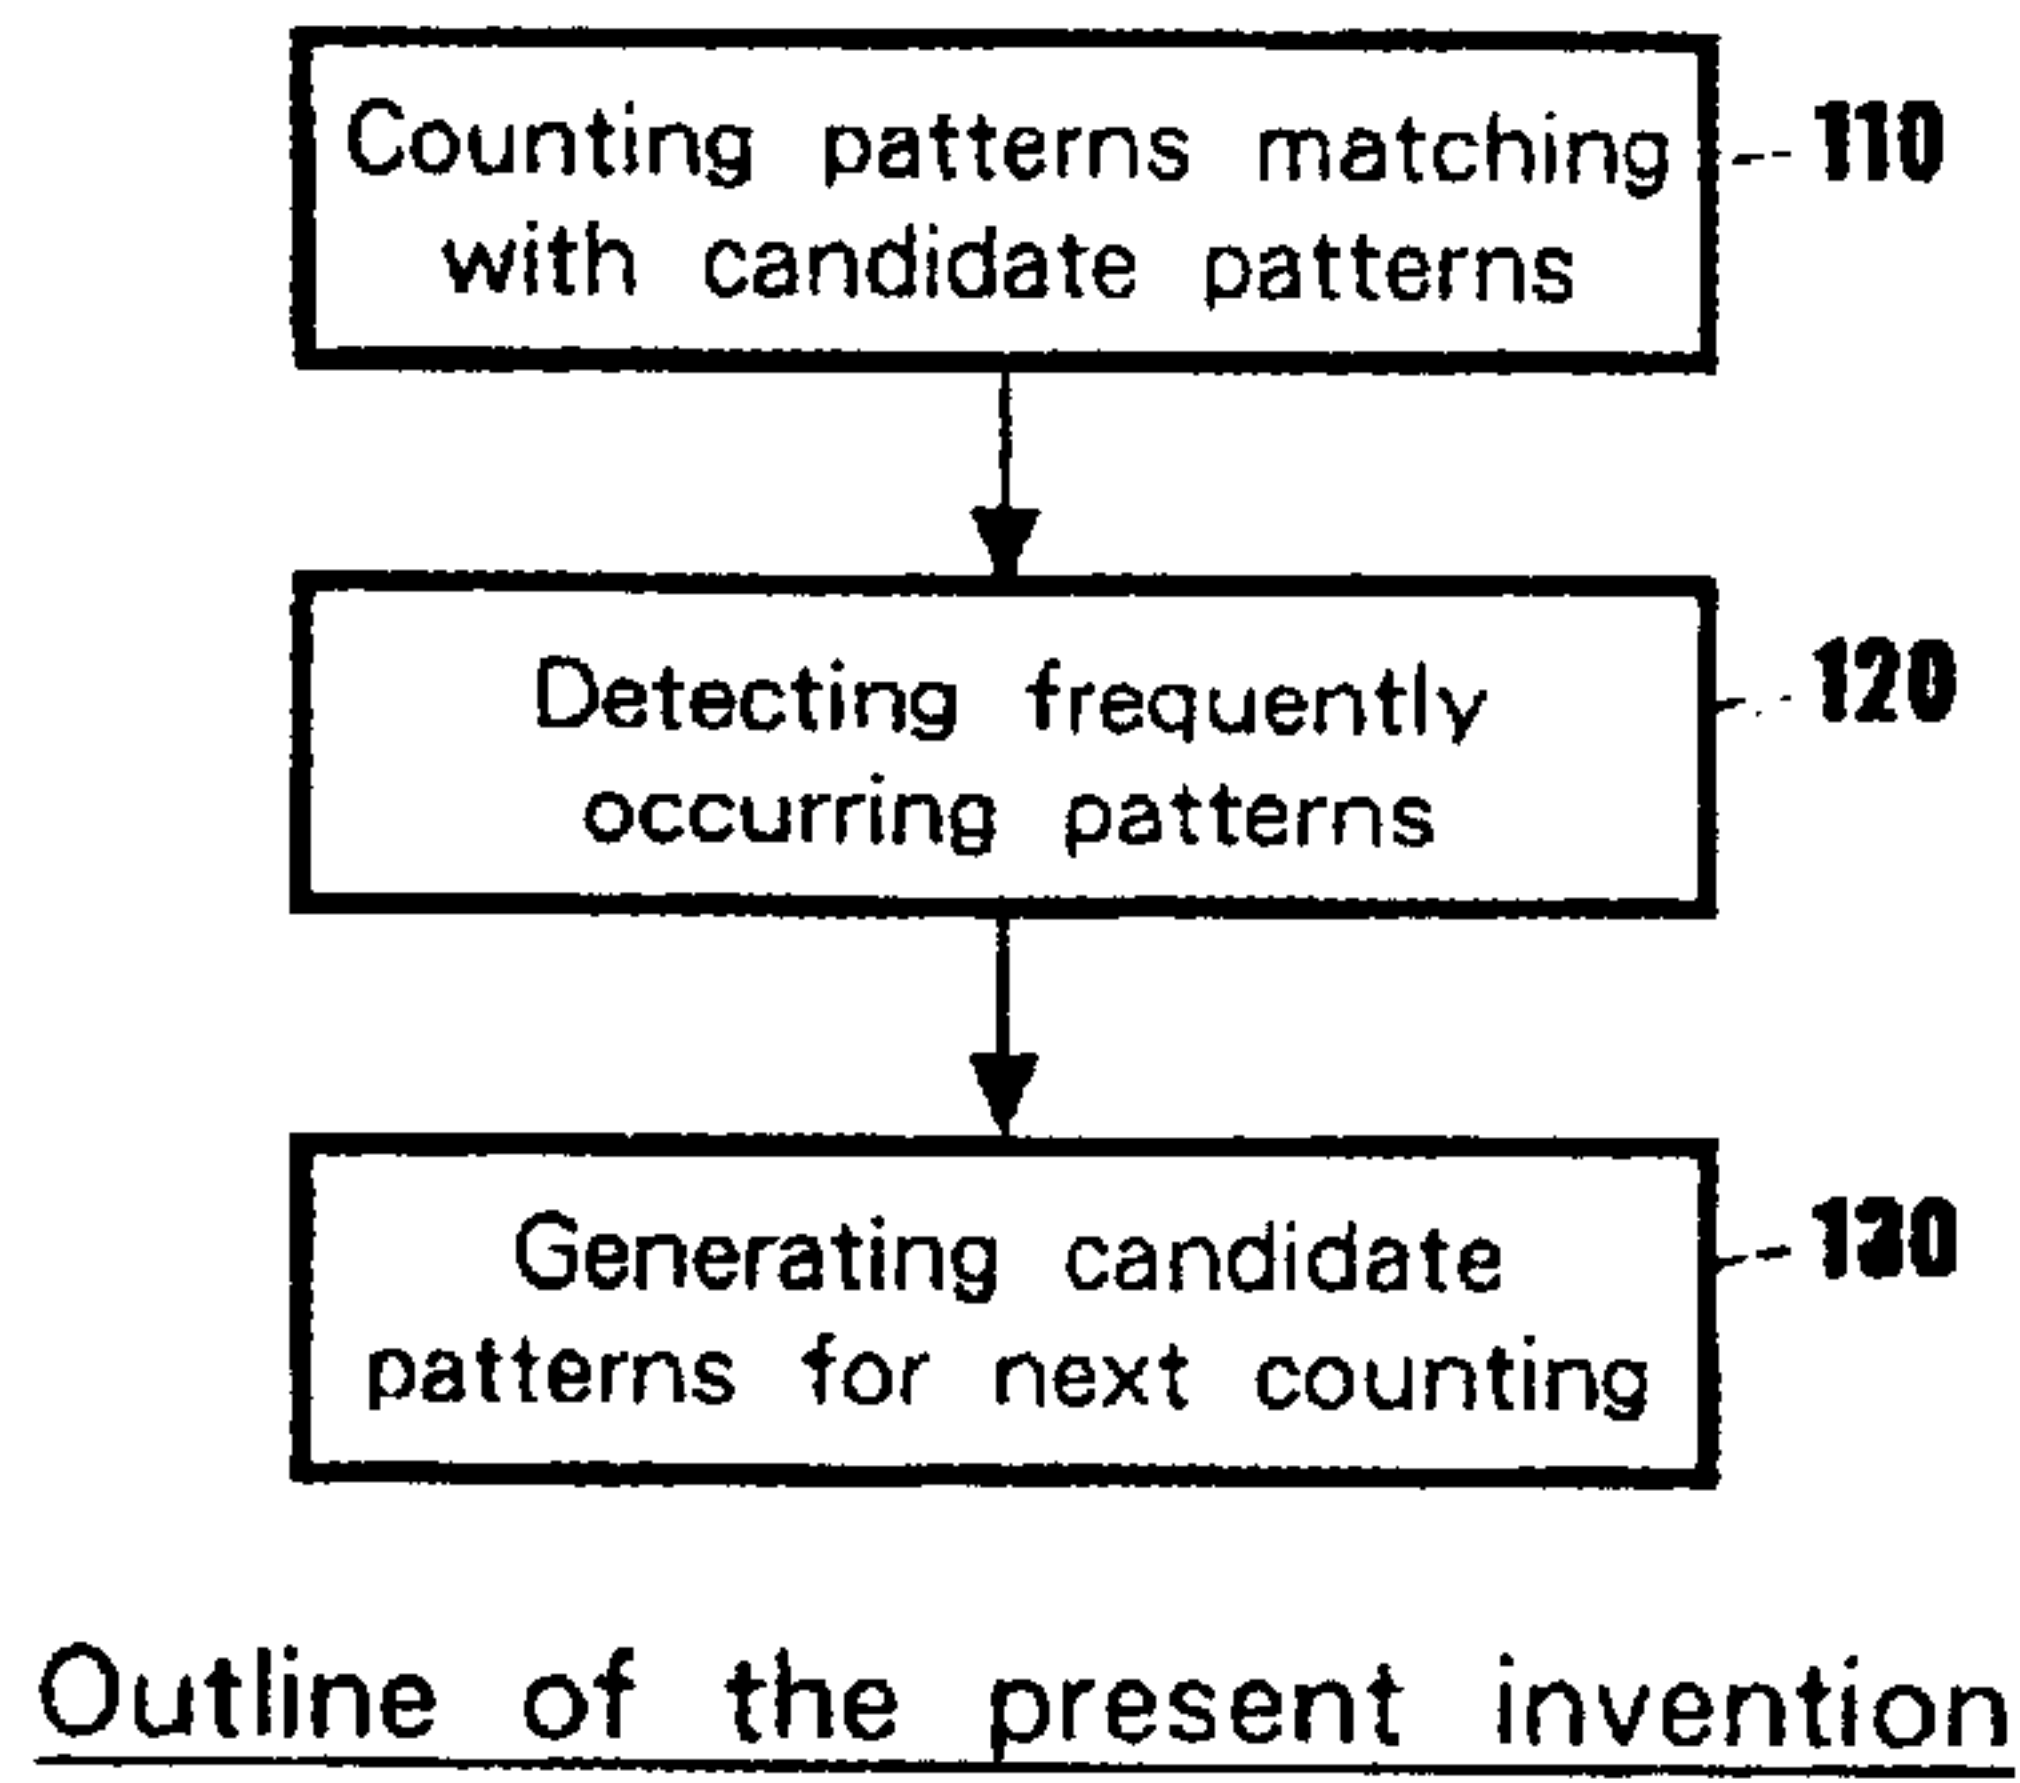 Counting patterns matching 110
with candidate patterns
Detecting frequently 120
occurring patterns
Generating candidate 130
patterns for next counting
Outline of the present invention